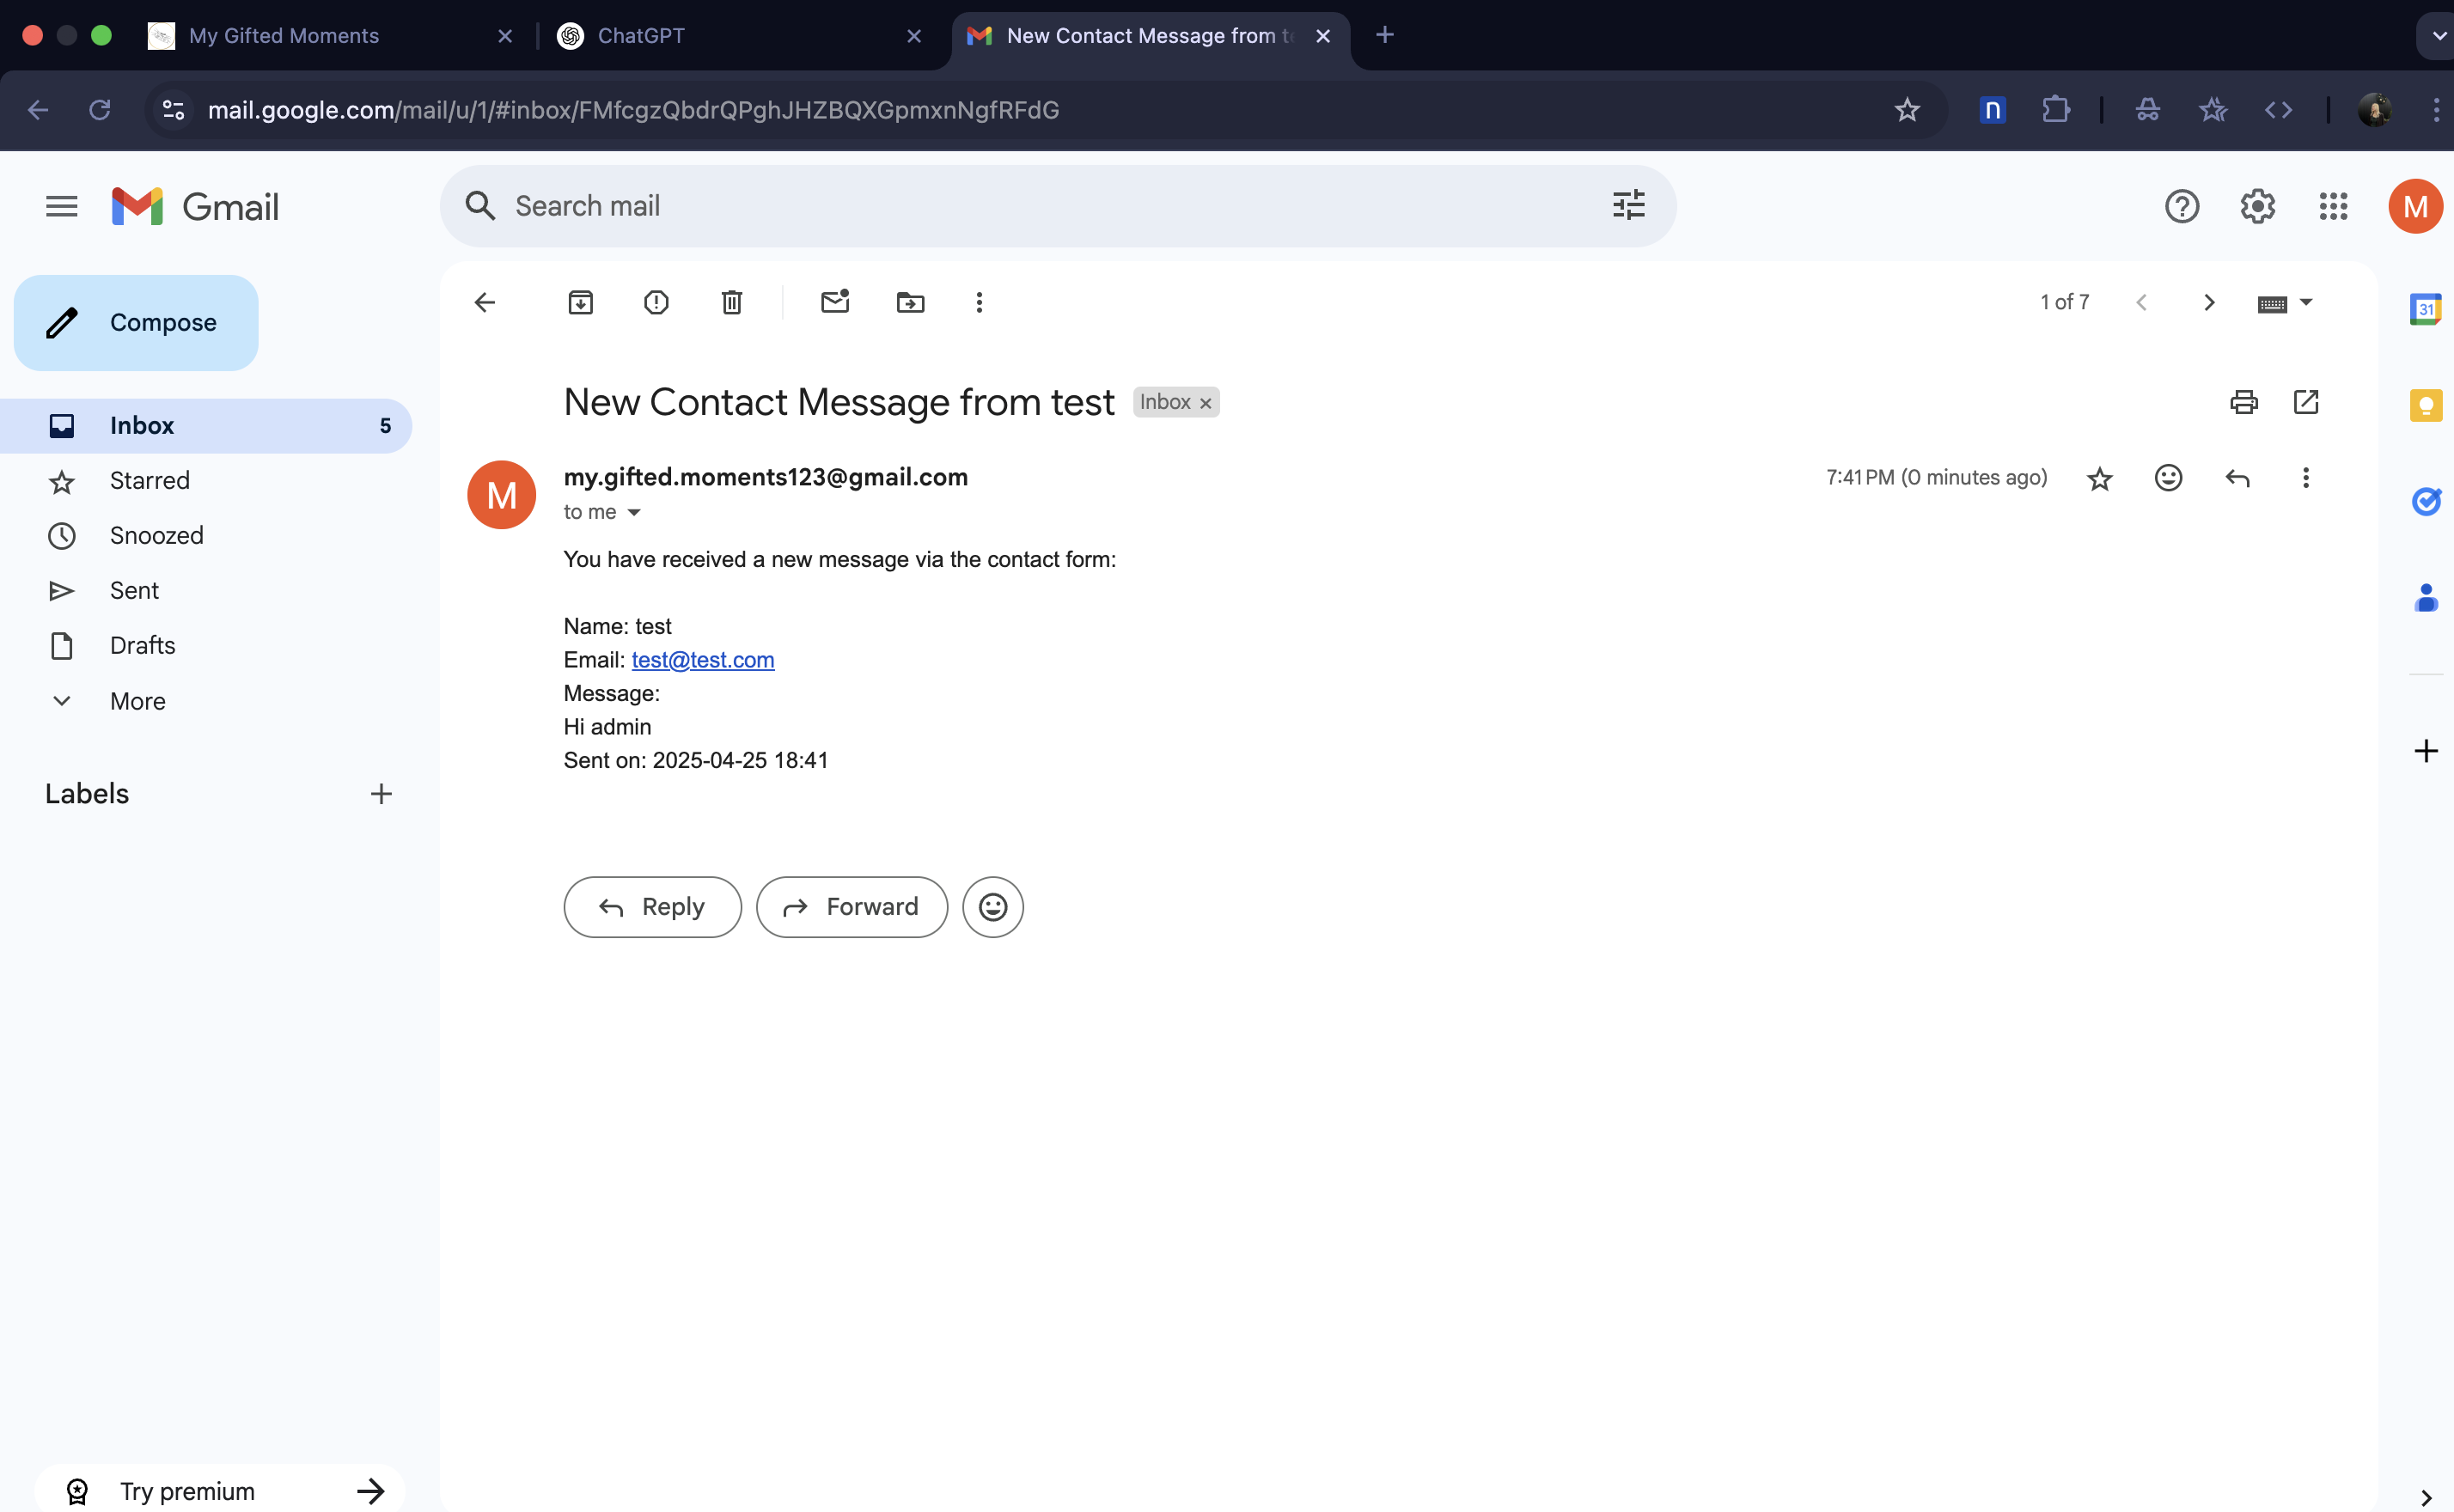 My Gifted Moments
ChatGPT
New Contact Message from te
mail.google.com/mail/u/1/#inbox/FMfcgzQbdrQPghJHZBQXGpmxnNgfRFdG
n
Gmail
Search mail
M
Compose
1 of 7
31
Inbox 5
Starred
Snoozed
Sent
Drafts
More
Labels
Try premium
New Contact Message from test Inbox
M
my.gifted.moments123@gmail.com
7:41 PM (0 minutes ago)
to me
You have received a new message via the contact form:
Name: test
Email: test@test.com
Message:
Hi admin
Sent on: 2025-04-25 18:41
Reply Forward